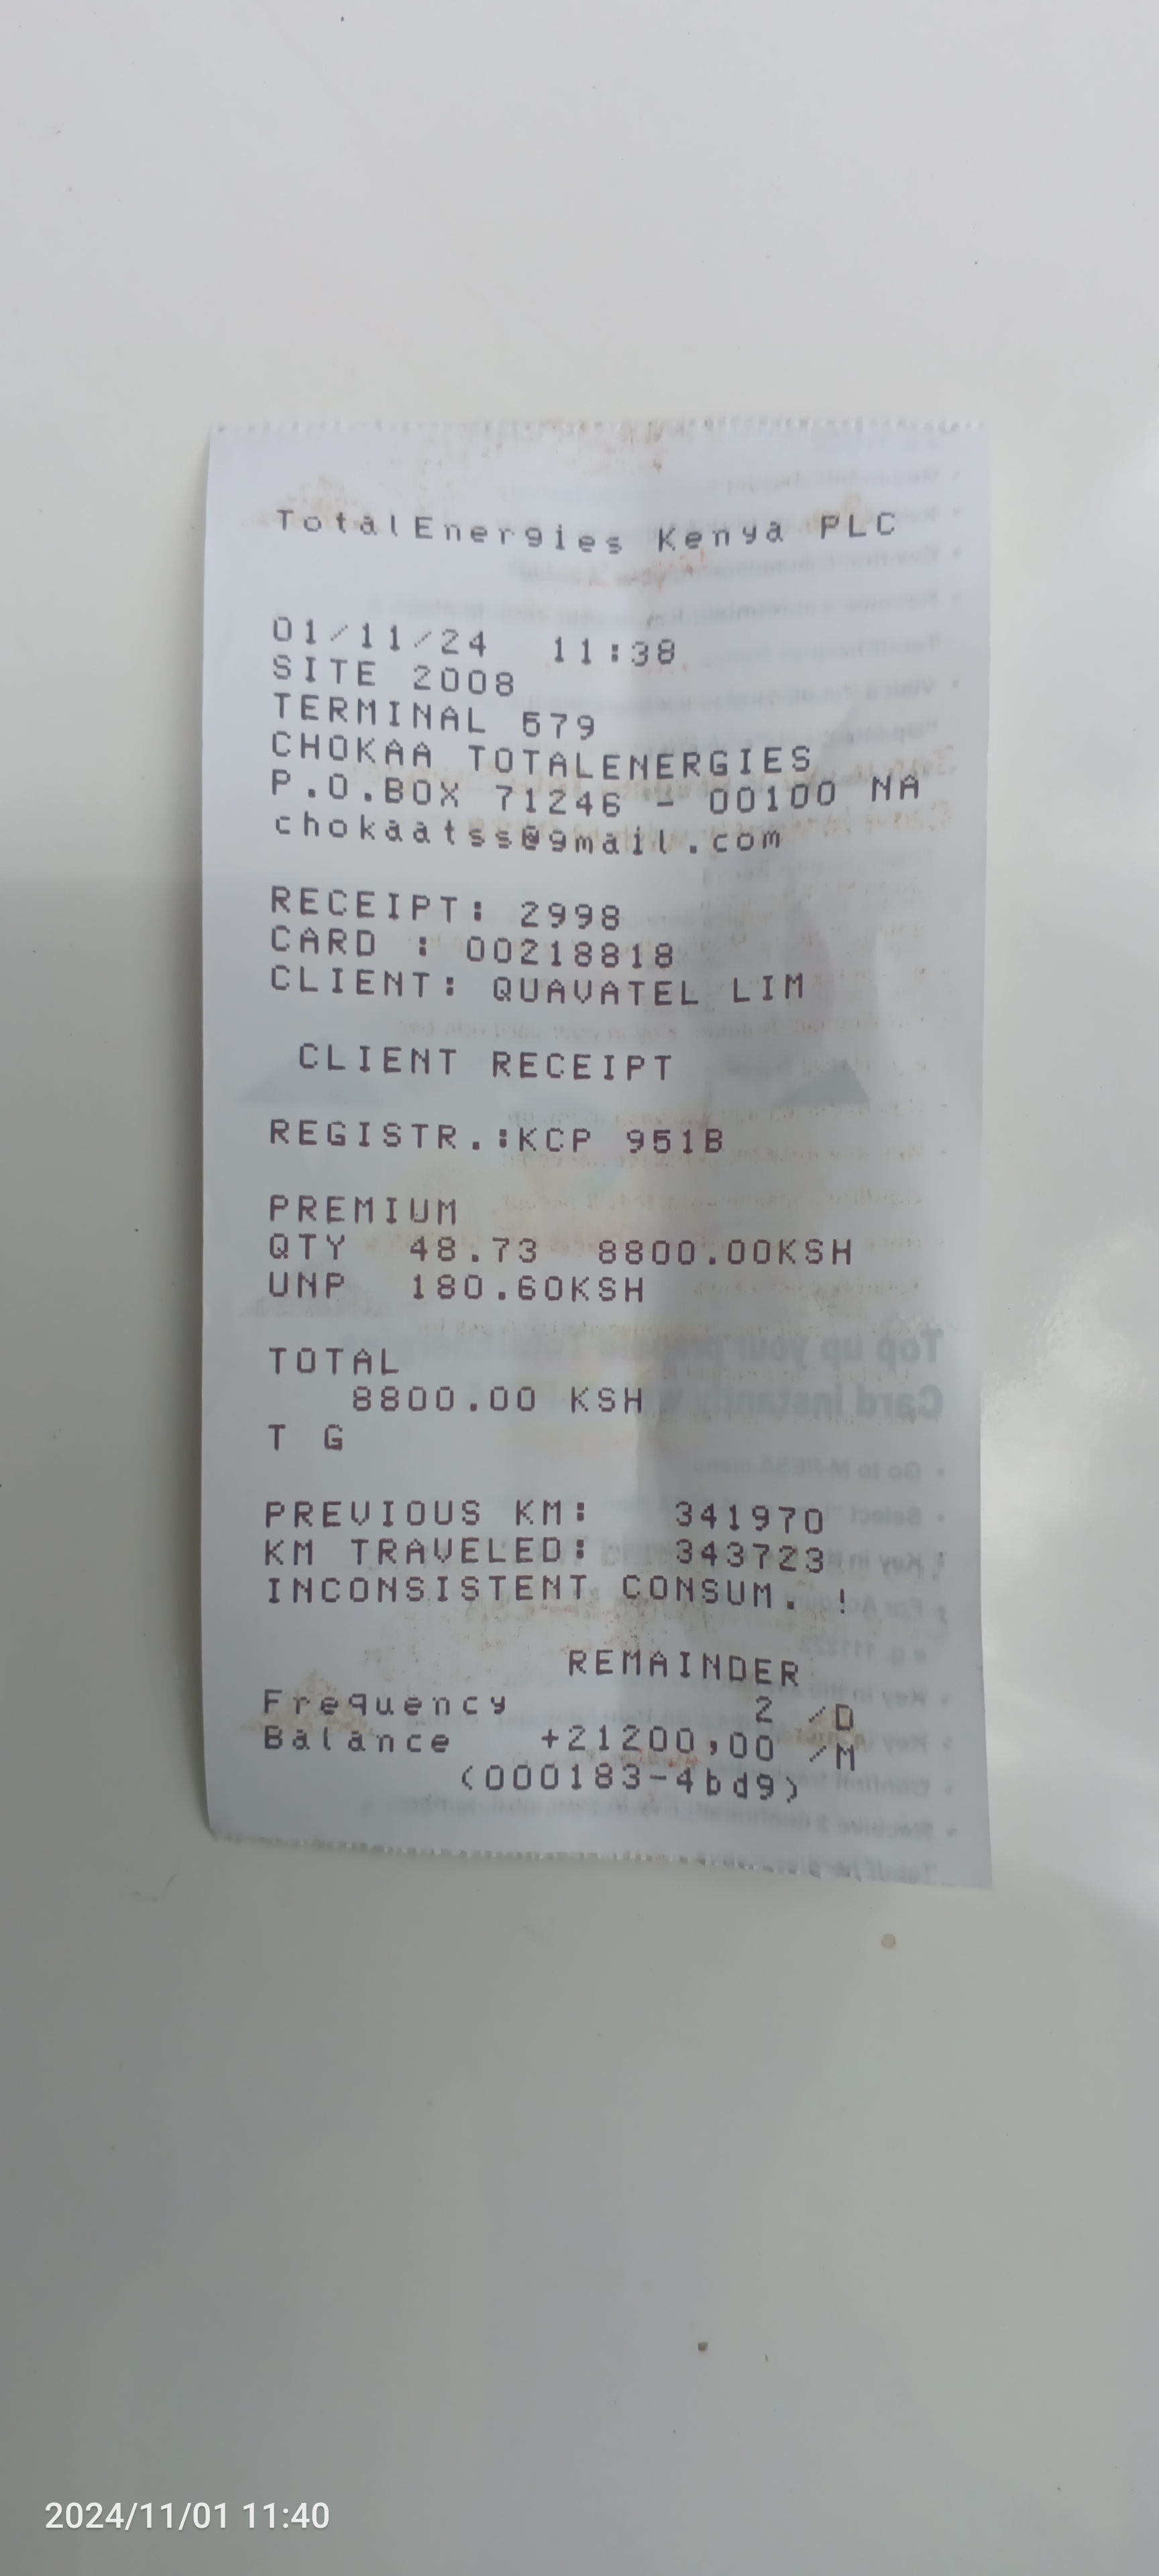 TotalEnergies Kenya PLC
01/11/24 11:38
SITE 2008
TERMINAL 679
CHOKAA TOTALENERGIES
P.O.BOX 71246 - 00100 NA
chokaatss@gmail.com
RECEIPT: 2998
CARD : 00218818
CLIENT: QUAVATEL LIM
CLIENT RECEIPT
REGISTR.:KCP 951B
PREMIUM
QTY 48.73 8800.00KSH
UNP 180.60KSH
TOTAL
8800.00 KSH
T G
PREVIOUS KM: 341970
KM TRAVELED: 343723
INCONSISTENT CONSUM. !
REMAINDER
Frequency 2 /D
Balance +21200,00 /M
(000183-4bd9)
2024/11/01 11:40